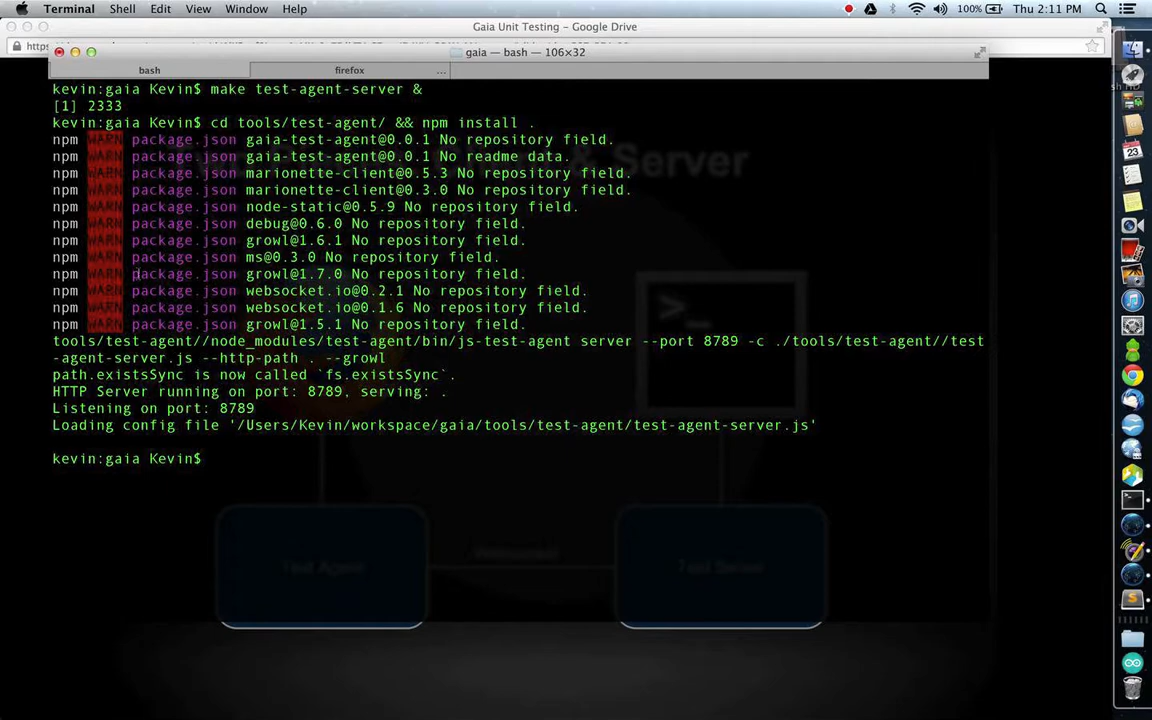 Terminal Shell Edit View Window Help 100% Thu 2:11 PM
Gaia Unit Testing – Google Drive
https
gaia — bash — 106×32
bash firefox ...
kevin:gaia Kevin$ make test-agent-server &
[1] 2333
kevin:gaia Kevin$ cd tools/test-agent/ && npm install .
npm WARN package.json gaia-test-agent@0.0.1 No repository field.
npm WARN package.json gaia-test-agent@0.0.1 No readme data.
npm WARN package.json marionette-client@0.5.3 No repository field.
npm WARN package.json marionette-client@0.3.0 No repository field.
npm WARN package.json node-static@0.5.9 No repository field.
npm WARN package.json debug@0.6.0 No repository field.
npm WARN package.json growl@1.6.1 No repository field.
npm WARN package.json ms@0.3.0 No repository field.
npm WARN package.json growl@1.7.0 No repository field.
npm WARN package.json websocket.io@0.2.1 No repository field.
npm WARN package.json websocket.io@0.1.6 No repository field.
npm WARN package.json growl@1.5.1 No repository field.
tools/test-agent//node_modules/test-agent/bin/js-test-agent server --port 8789 -c ./tools/test-agent//test
-agent-server.js --http-path . --growl
path.existsSync is now called `fs.existsSync`.
HTTP Server running on port: 8789, serving: .
Listening on port: 8789
Loading config file '/Users/Kevin/workspace/gaia/tools/test-agent/test-agent-server.js'
kevin:gaia Kevin$
& Server
>_
Test Agent
Test Server
23